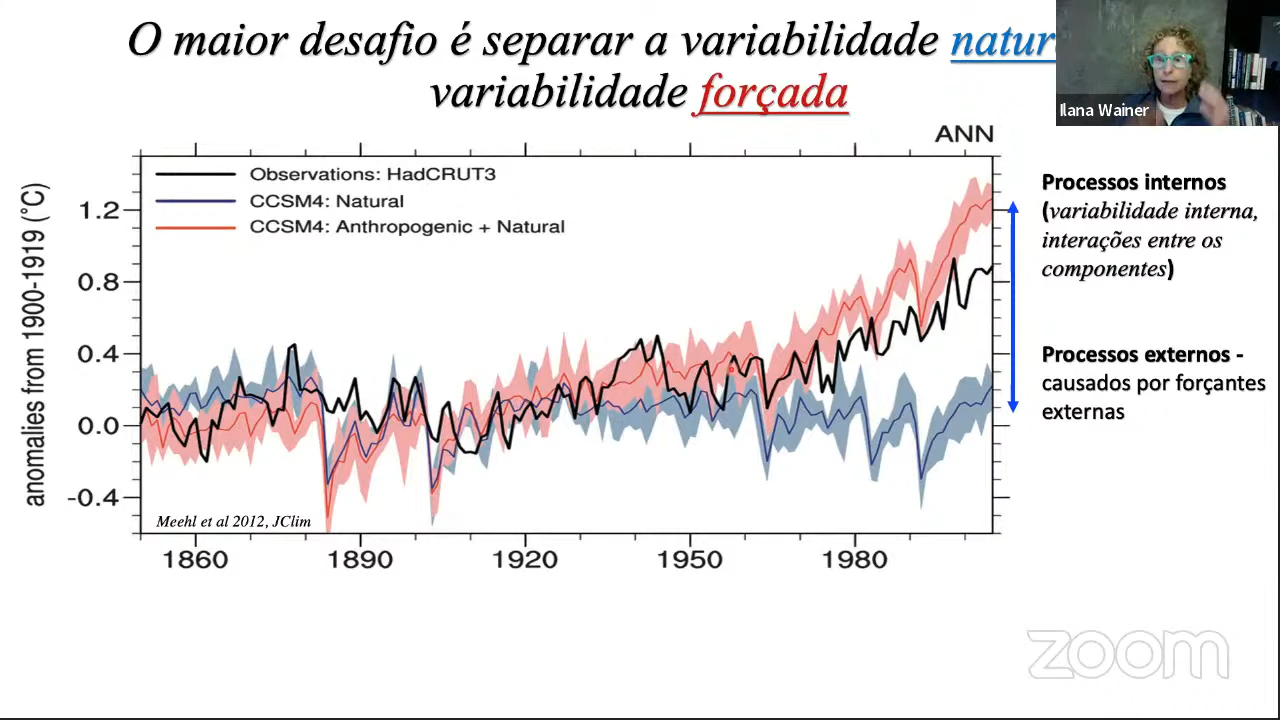 O maior desafio é separar a variabilidade
variabilidade forçada
Ilana Wainer
ANN
Observations: HadCRUT3
CCSM4: Natural
CCSM4: Anthropogenic + Natural
anomalies from 1900-1919 (°C)
1.2
0.8
0.4
0.0
-0.4
Meehl et al 2012, JClim
1860 1890 1920 1950 1980
Processos internos
(variabilidade interna,
interações entre os
componentes)
Processos externos -
causados por forçantes
externas
zoom